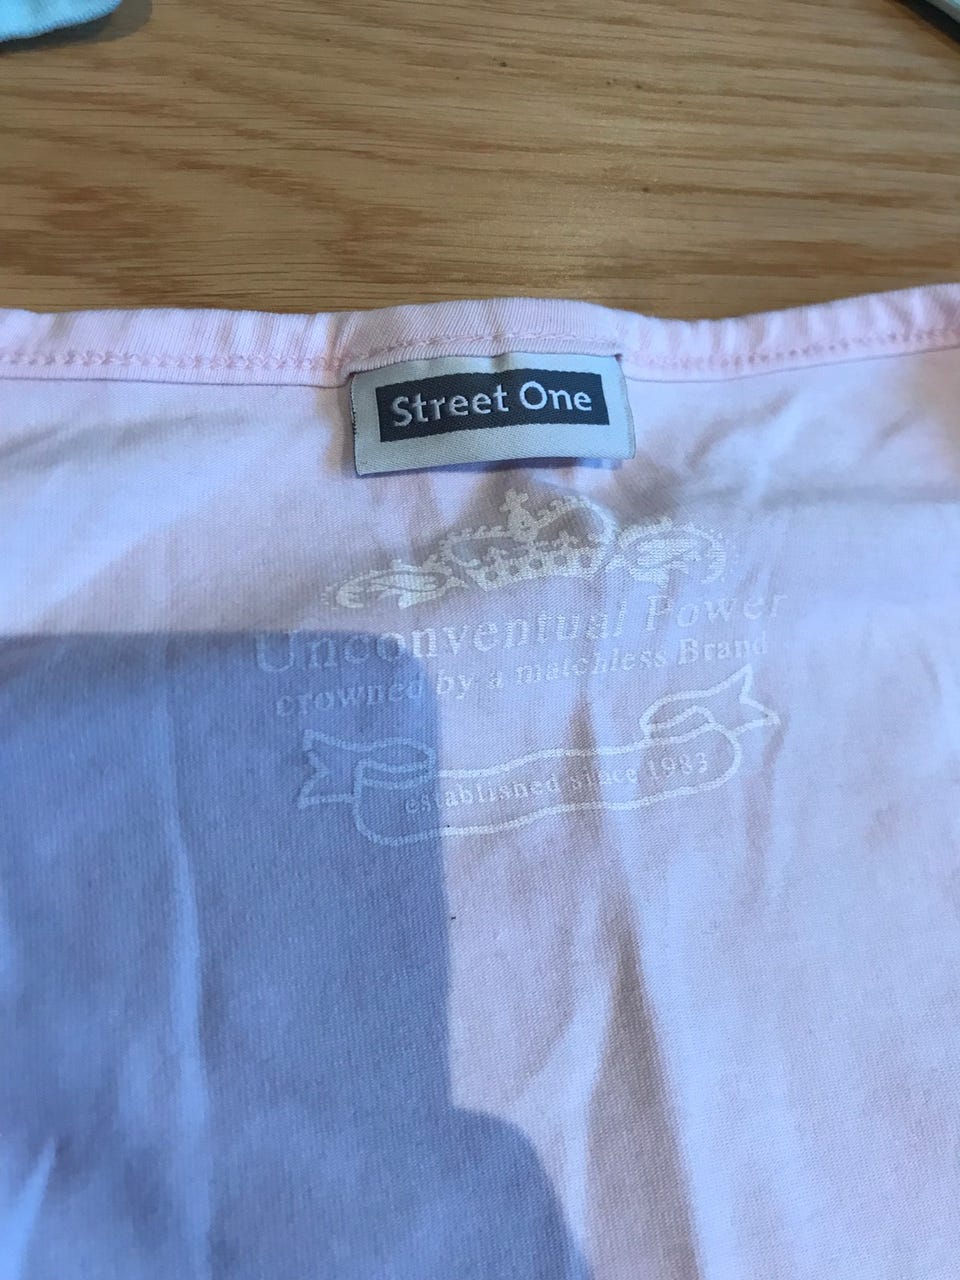 Street One
Unconventual Power
crowned by a matchless Brand
established since 1983